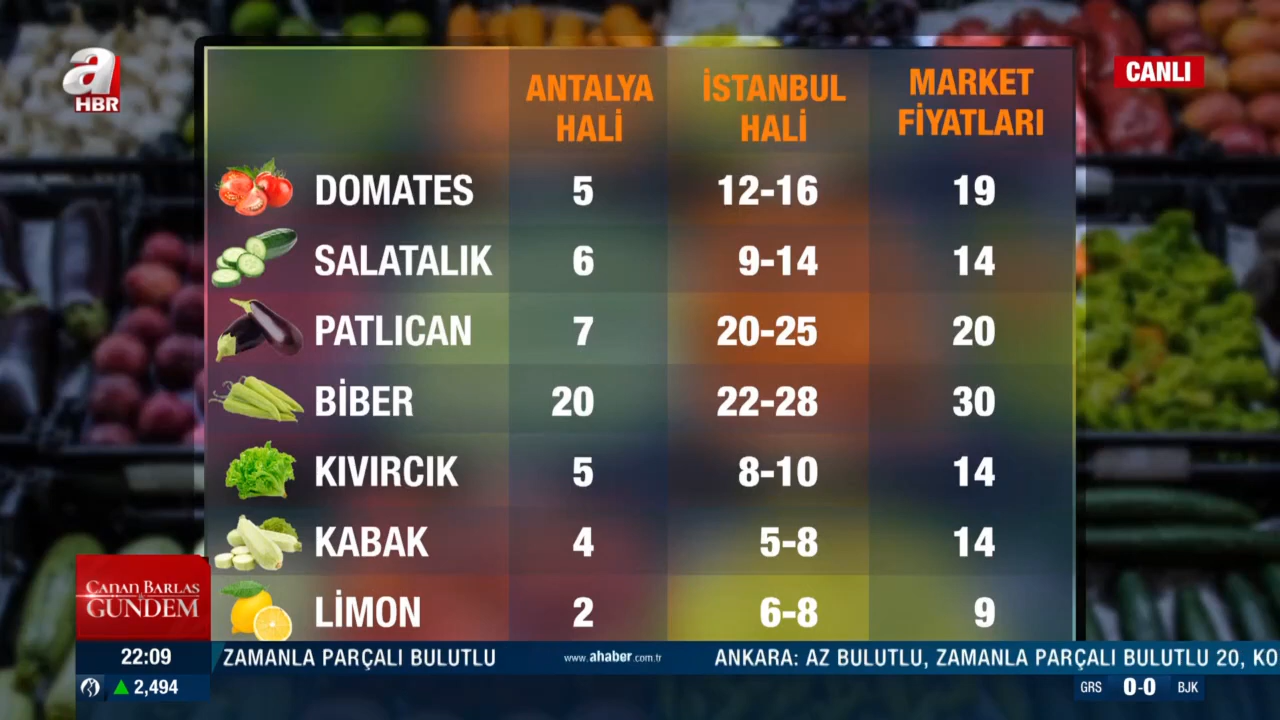 a
HBR
CANLI
ANTALYA HALİ
İSTANBUL HALİ
MARKET FİYATLARI
DOMATES 5 12-16 19
SALATALIK 6 9-14 14
PATLICAN 7 20-25 20
BİBER 20 22-28 30
KIVIRCIK 5 8-10 14
KABAK 4 5-8 14
LİMON 2 6-8 9
CANAN BARLAS
ile
GÜNDEM
22:09 ZAMANLA PARÇALI BULUTLU www.ahaber.com.tr ANKARA: AZ BULUTLU, ZAMANLA PARÇALI BULUTLU 20, KO
2,494 GRS 0-0 BJK